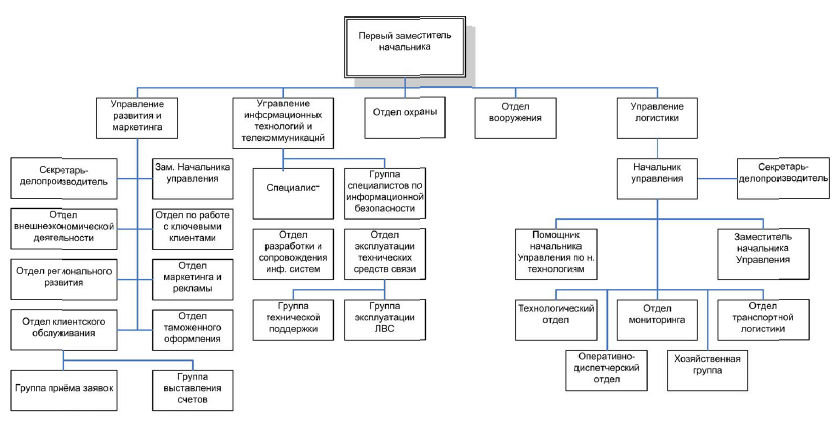 Первый заместитель
начальника
Управление
развития и
маркетинга
Управление
информационных
технологий и
телекоммуникаций
Отдел охраны
Отдел
вооружения
Управление
логистики
Секретарь-
делопроизводитель
Зам. Начальника
управления
Специалист
Группа
специалистов по
информационной
безопасности
Начальник
управления
Секретарь-
делопроизводитель
Отдел
внешнеэкономической
деятельности
Отдел по работе
с ключевыми
клиентами
Отдел
разработки и
сопровождения
инф. систем
Отдел
эксплуатации
технических
средств связи
Помощник
начальника
Управления по н.
технологиям
Заместитель
начальника
Управления
Отдел регионального
развития
Отдел
маркетинга и
рекламы
Отдел клиентского
обслуживания
Отдел
таможенного
оформления
Группа
технической
поддержки
Группа
эксплуатации
ЛВС
Технологический
отдел
Отдел
мониторинга
Отдел
транспортной
логистики
Оперативно-
диспетчерский
отдел
Хозяйственная
группа
Группа приёма заявок
Группа
выставления
счетов